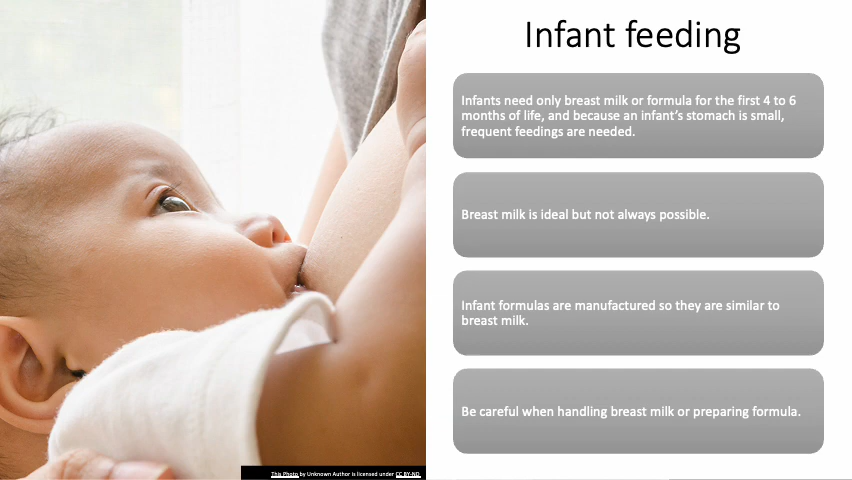 Infant feeding
Infants need only breast milk or formula for the first 4 to 6
months of life, and because an infant’s stomach is small,
frequent feedings are needed.
Breast milk is ideal but not always possible.
Infant formulas are manufactured so they are similar to
breast milk.
Be careful when handling breast milk or preparing formula.
This Photo by Unknown Author is licensed under CC BY-ND